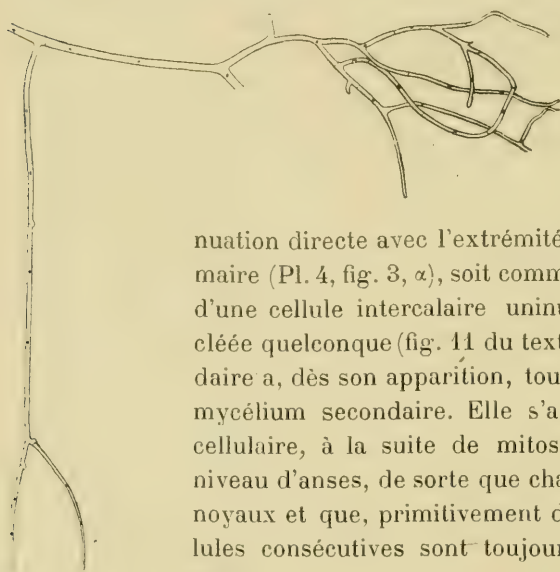 nuation directe avec l'extrémité
maire (Pl. 4, fig. 3, α), soit comm
d'une cellule intercalaire uninu
cléée quelconque (fig. 11 du text
daire a, dès son apparition, tou
mycélium secondaire. Elle s'a
cellulaire, à la suite de mitos
niveau d'anses, de sorte que cha
noyaux et que, primitivement d
lules consécutives sont toujour